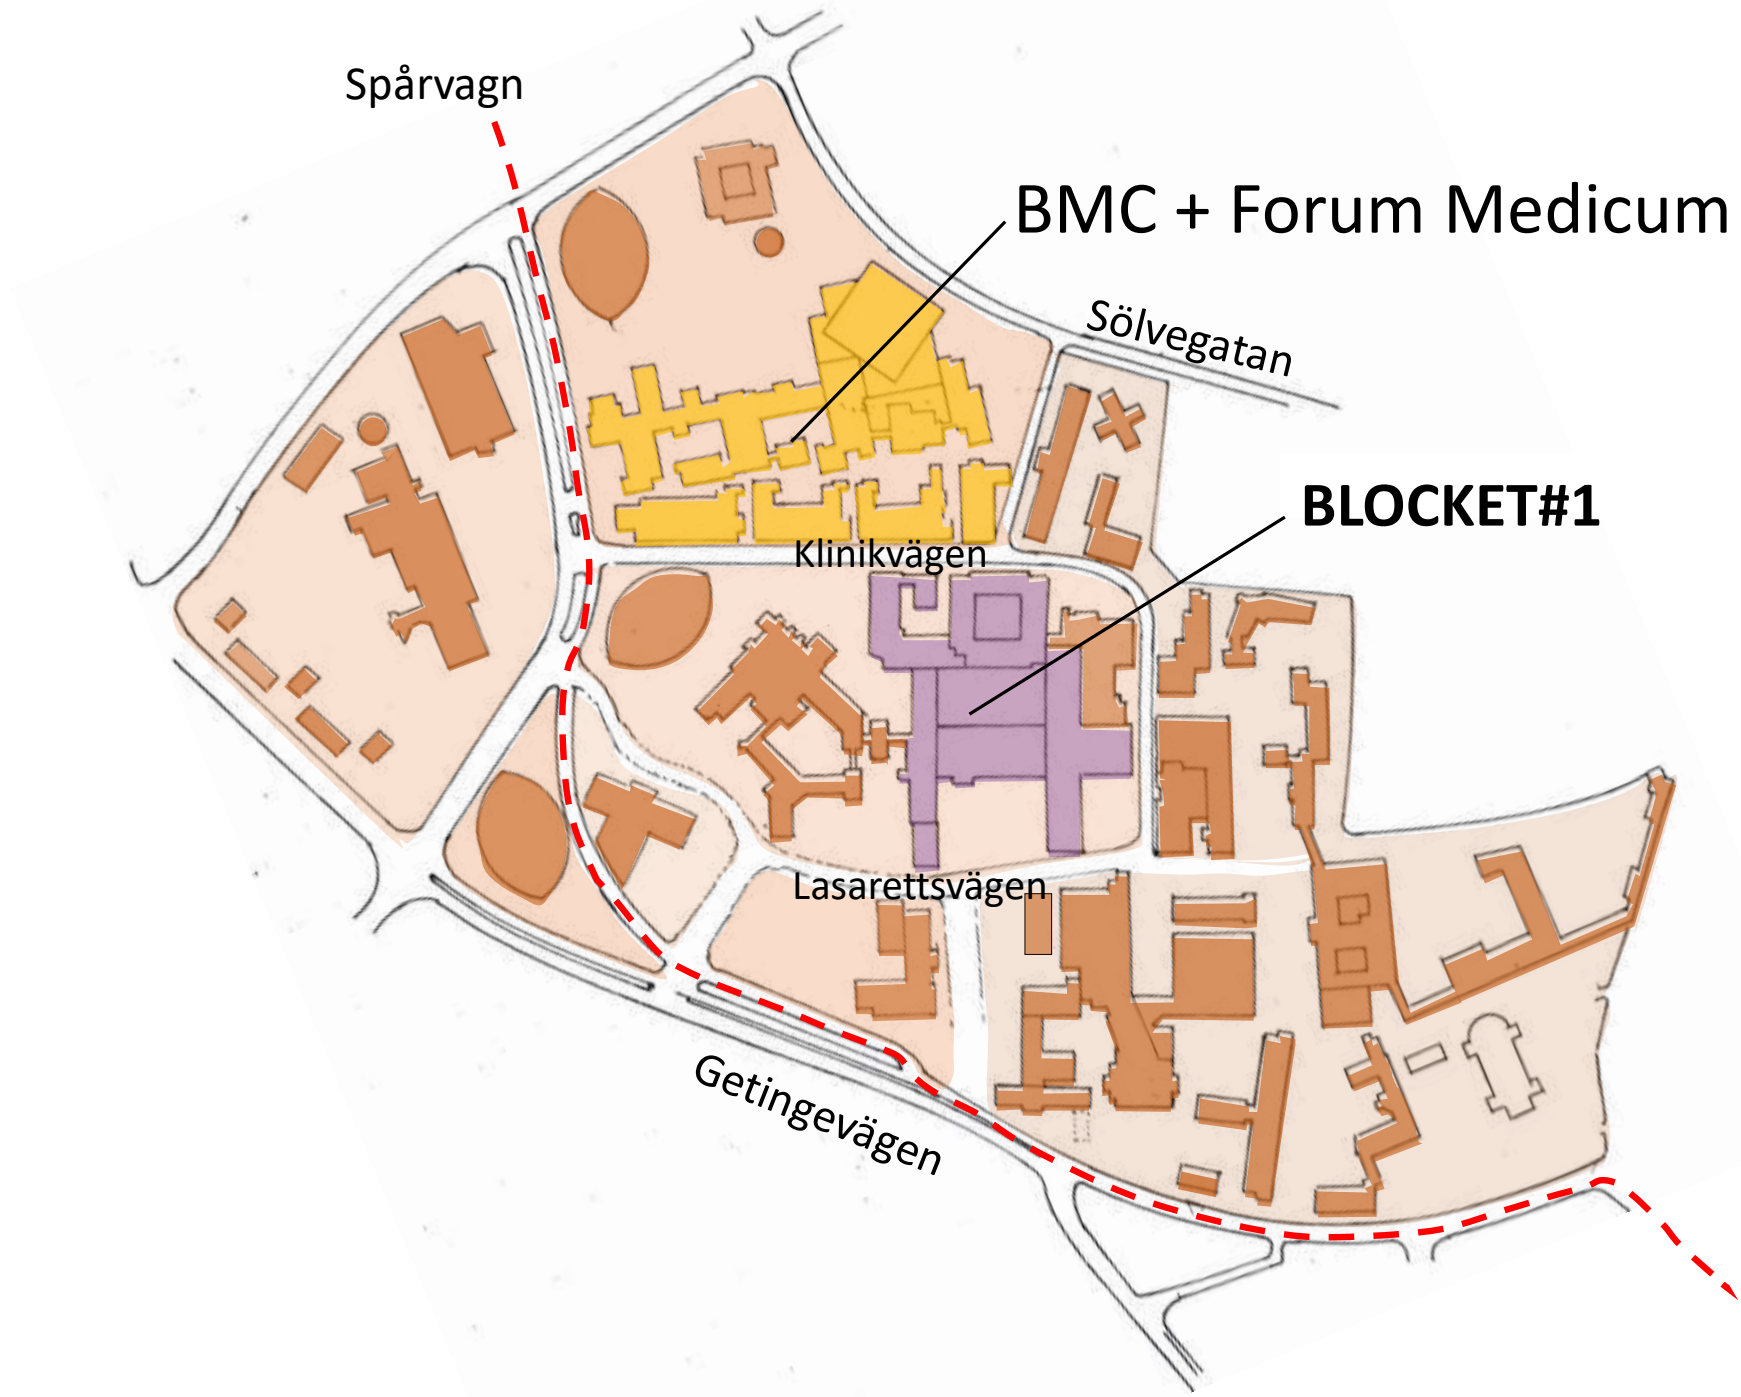 Spårvagn
BMC + Forum Medicum
Sölvegatan
BLOCKET#1
Klinikvägen
Lasarettsvägen
Getingevägen